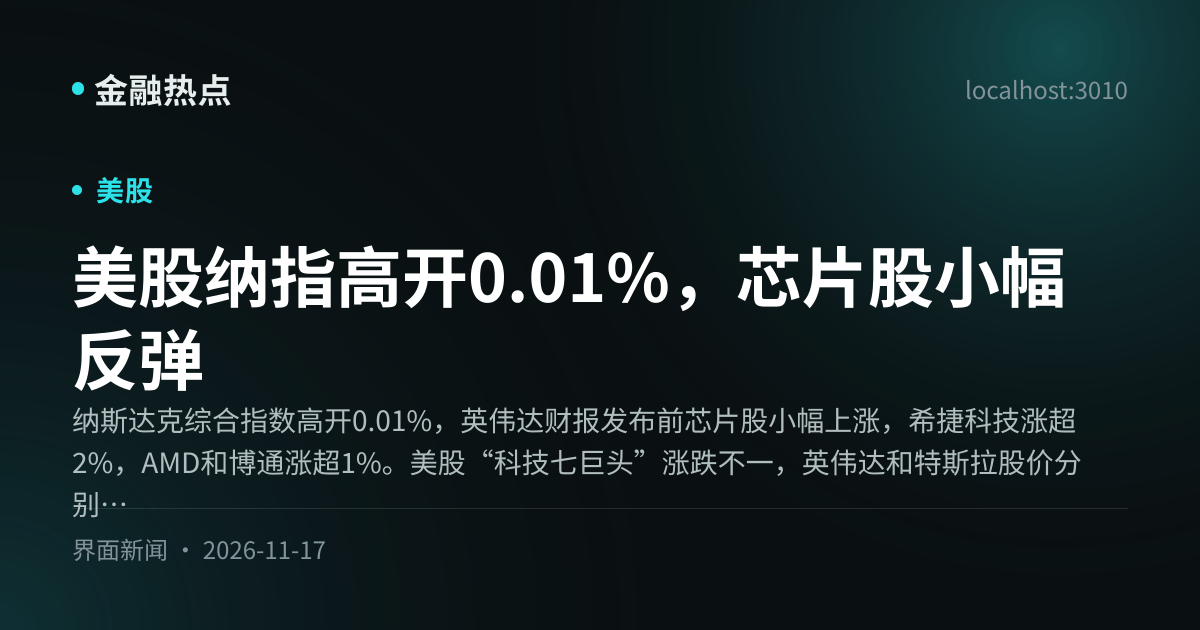 金融热点
localhost:3010
美股
美股纳指高开0.01%，芯片股小幅
反弹
纳斯达克综合指数高开0.01%，英伟达财报发布前芯片股小幅上涨，希捷科技涨超
2%，AMD和博通涨超1%。美股“科技七巨头”涨跌不一，英伟达和特斯拉股价分
别…
界面新闻 · 2026-11-17